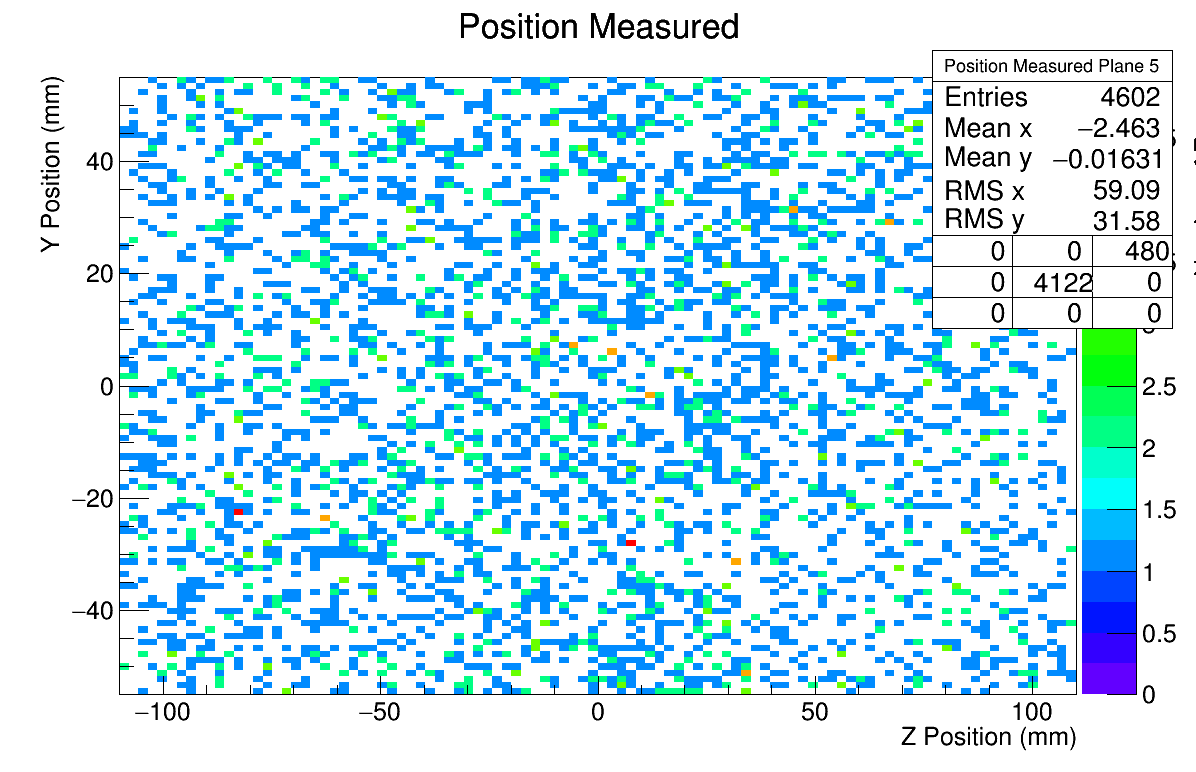 Position Measured
Y Position (mm)
Position Measured Plane 5
Entries 4602
Mean x −2.463
Mean y −0.01631
RMS x 59.09
RMS y 31.58
0 0 480
0 4122 0
0 0 0
40
20
0
−20
−40
2.5
2
1.5
1
0.5
0
−100 −50 0 50 100
Z Position (mm)